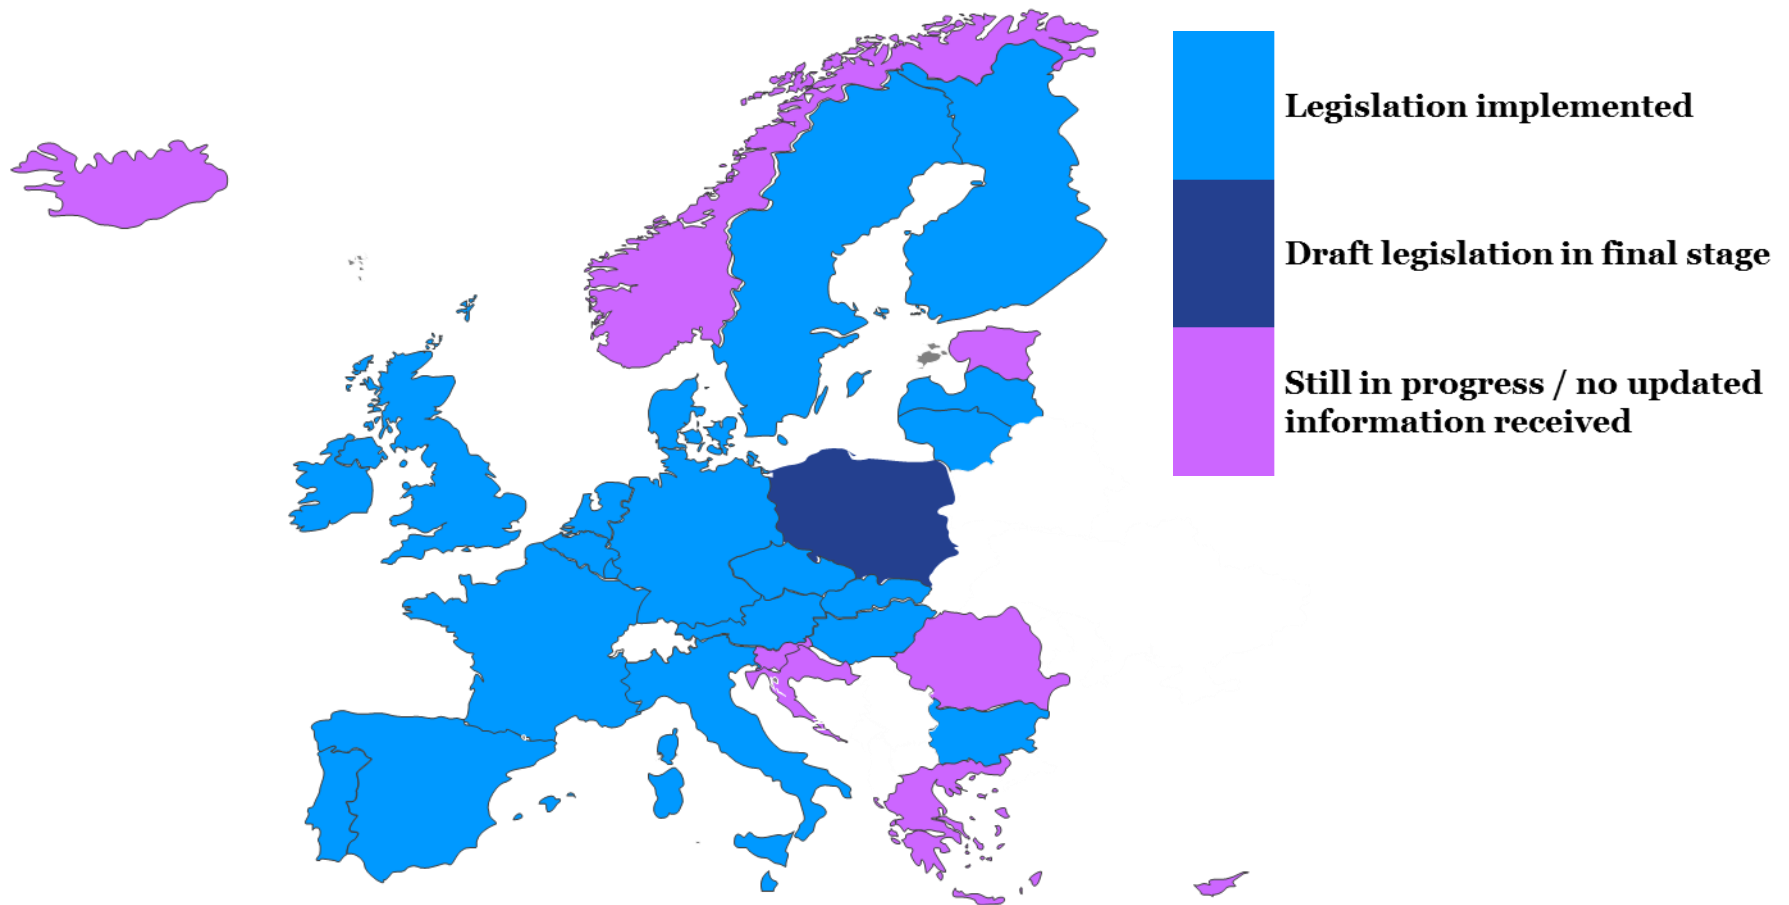 Legislation implemented
Draft legislation in final stage
Still in progress / no updated
information received